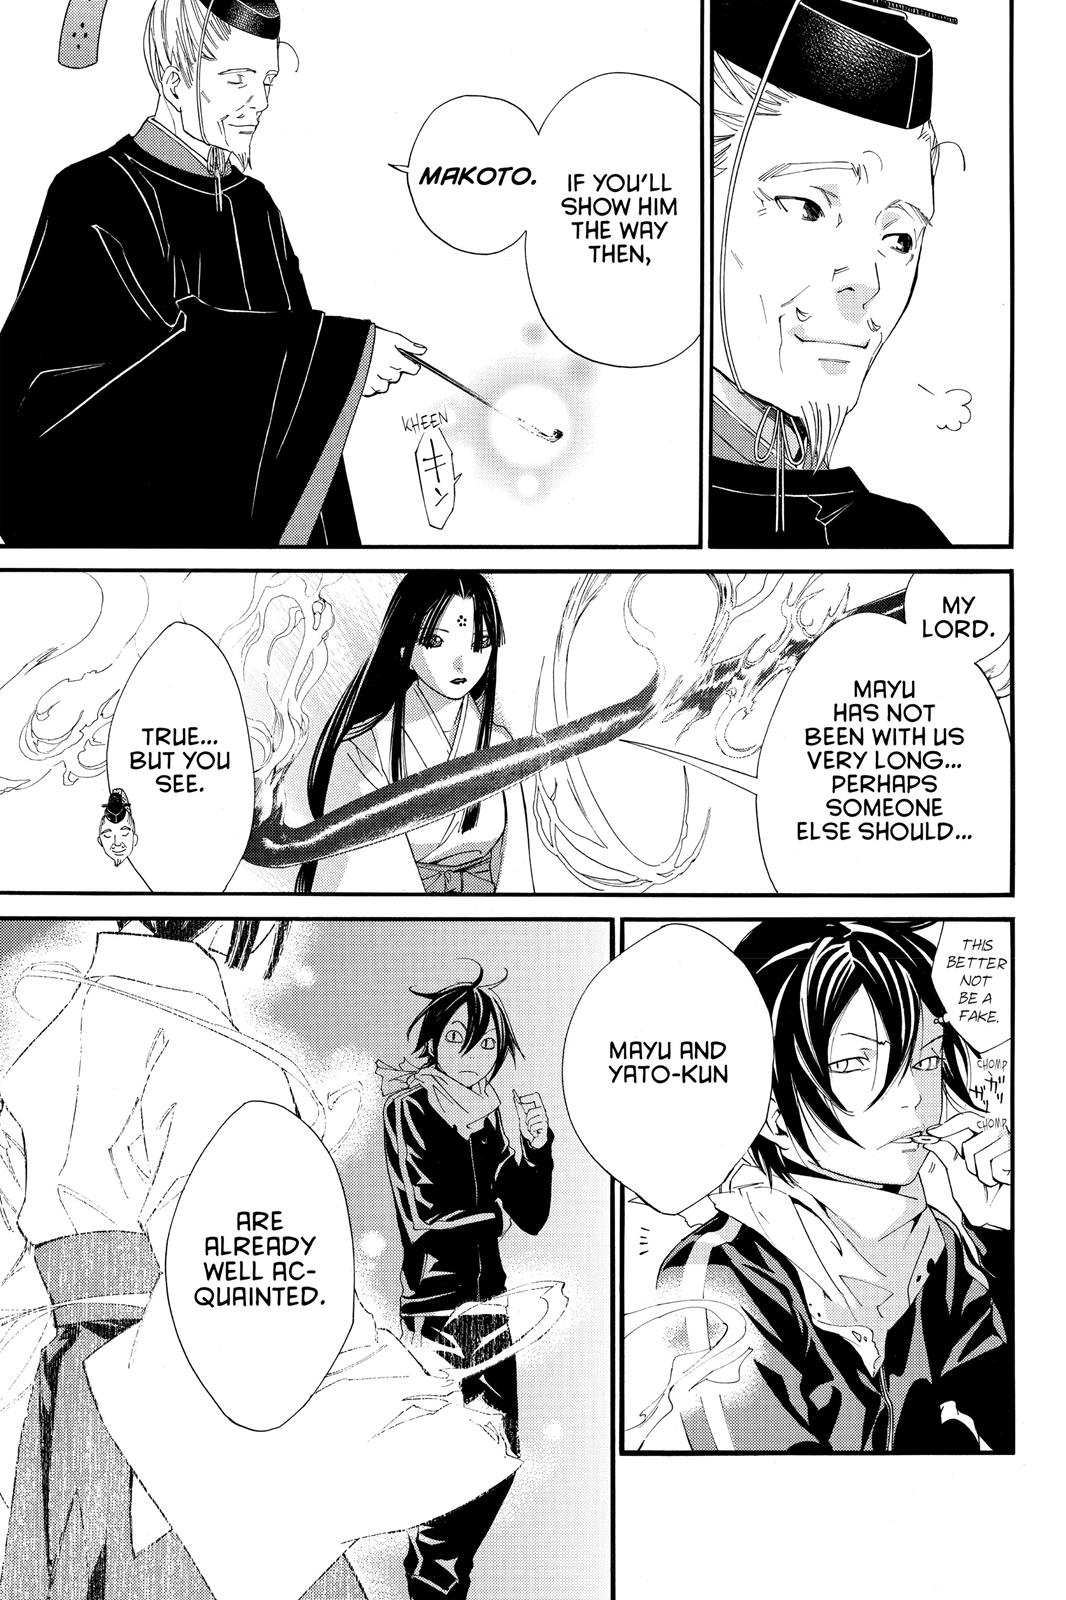 IF YOU'LL
SHOW HIM
THE WAY
THEN,
MAKOTO.
KHEEN
キン
MY
LORD.
MAYU
HAS NOT
BEEN WITH US
VERY LONG...
PERHAPS
SOMEONE
ELSE SHOULD...
TRUE...
BUT YOU
SEE.
THIS
BETTER
NOT
BE A
FAKE.
CHOMP
ガガ
CHOMP
MAYU AND
YATO-KUN
ARE
ALREADY
WELL AC-
QUAINTED.